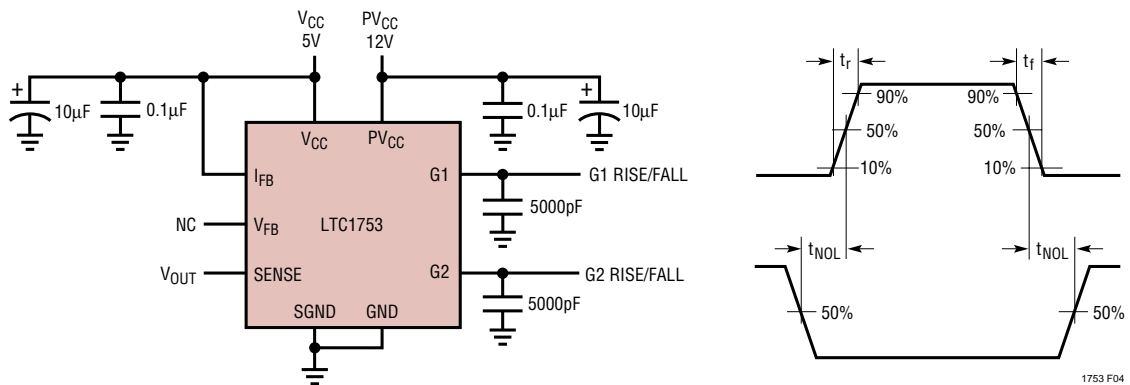 VCC
5V
PVCC
12V
+
10µF
0.1µF
0.1µF
+
10µF
VCC
PVCC
IFB
G1
G1 RISE/FALL
5000pF
NC
VFB
LTC1753
VOUT
SENSE
G2
G2 RISE/FALL
5000pF
SGND
GND
tr
tf
90%
90%
50%
50%
10%
10%
tNOL
tNOL
50%
50%
1753 F04